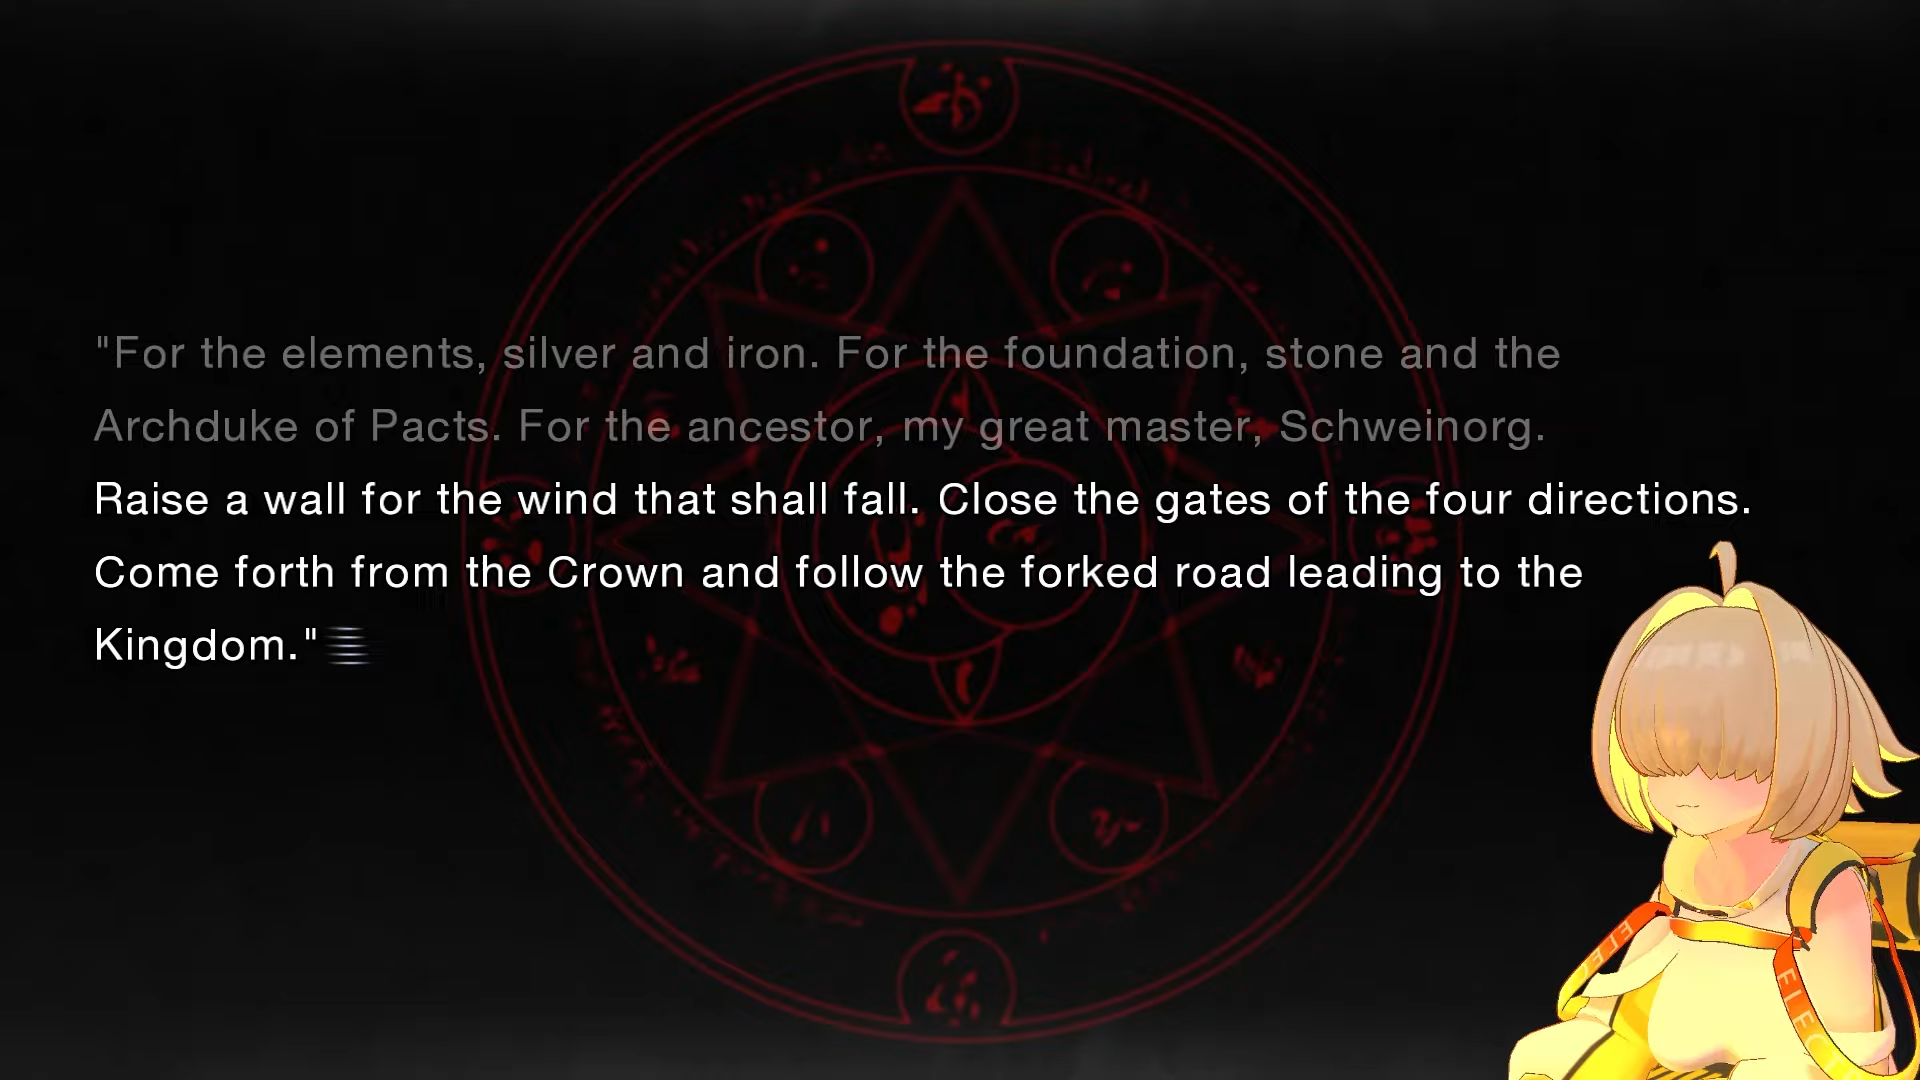 "For the elements, silver and iron. For the foundation, stone and the
Archduke of Pacts. For the ancestor, my great master, Schweinorg.
Raise a wall for the wind that shall fall. Close the gates of the four directions.
Come forth from the Crown and follow the forked road leading to the
Kingdom."